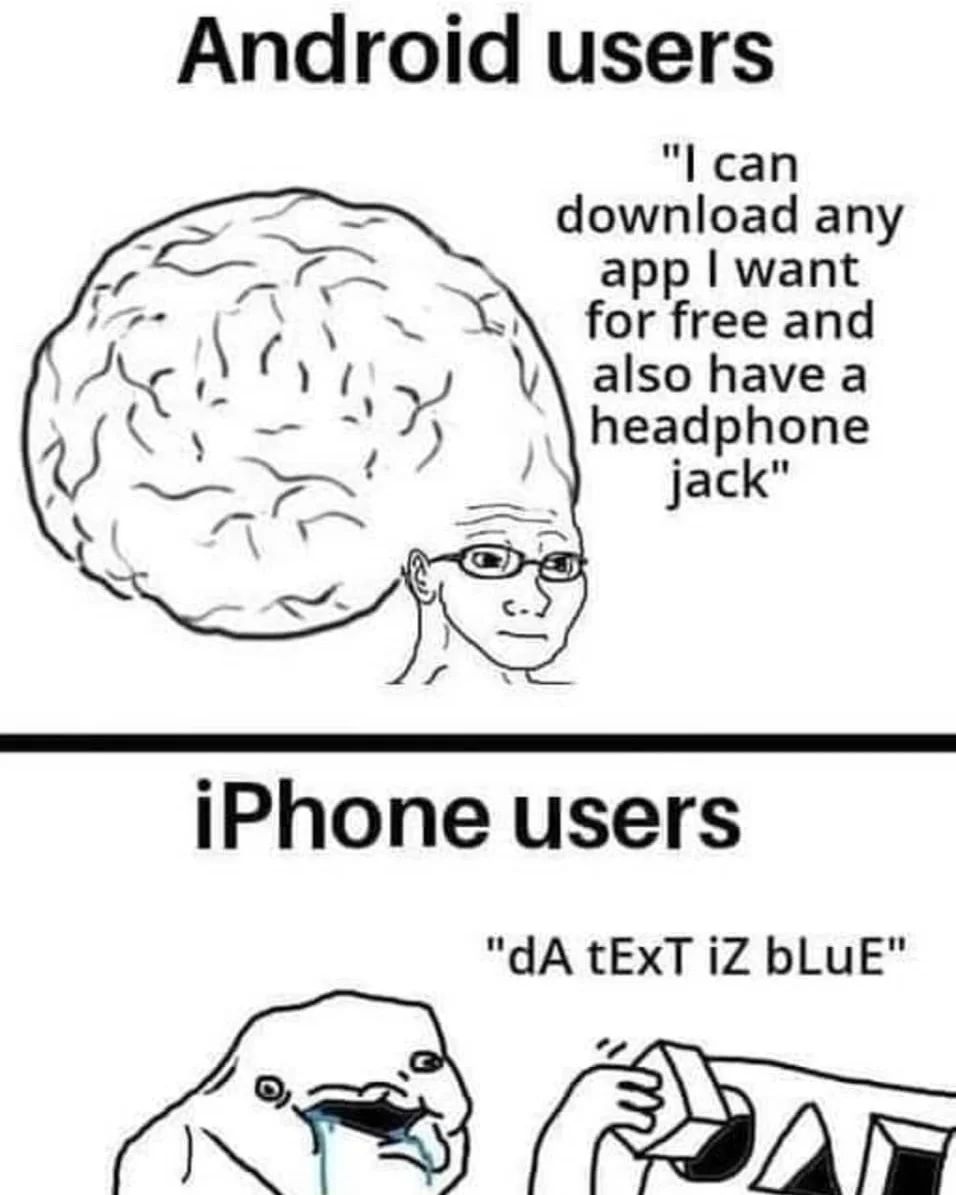 Android users
"I can
download any
app I want
for free and
also have a
headphone
jack"
iPhone users
"dA tExT iZ bLuE"